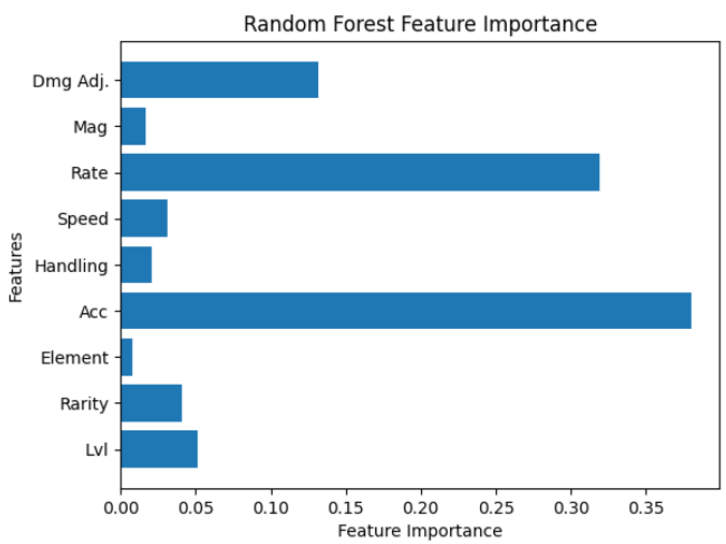 Random Forest Feature Importance
Dmg Adj.
Mag
Rate
Speed
Handling
Acc
Element
Rarity
Lvl
Features
0.00 0.05 0.10 0.15 0.20 0.25 0.30 0.35
Feature Importance